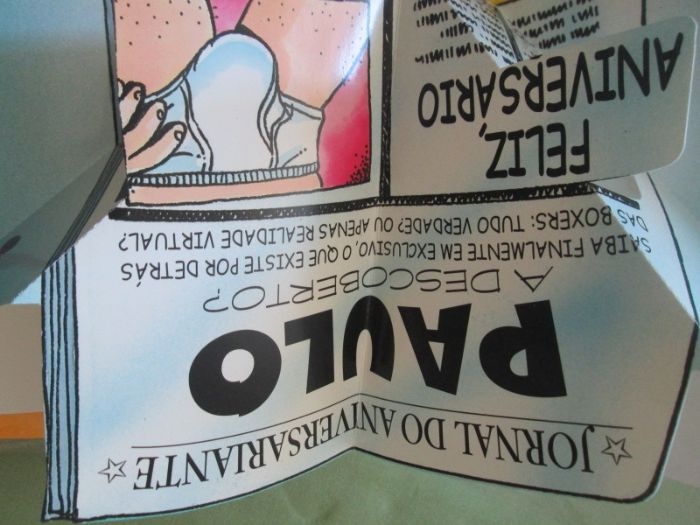 ☆ JORNAL DO ANIVERSARIANTE ☆
PAULO
A DESCOBERTO?
SAIBA FINALMENTE EM EXCLUSIVO, O QUE EXISTE POR DETRÁS
DAS BOXERS: TUDO VERDADE? OU APENAS REALIDADE VIRTUAL?
FELIZ,
ANIVERSARIO